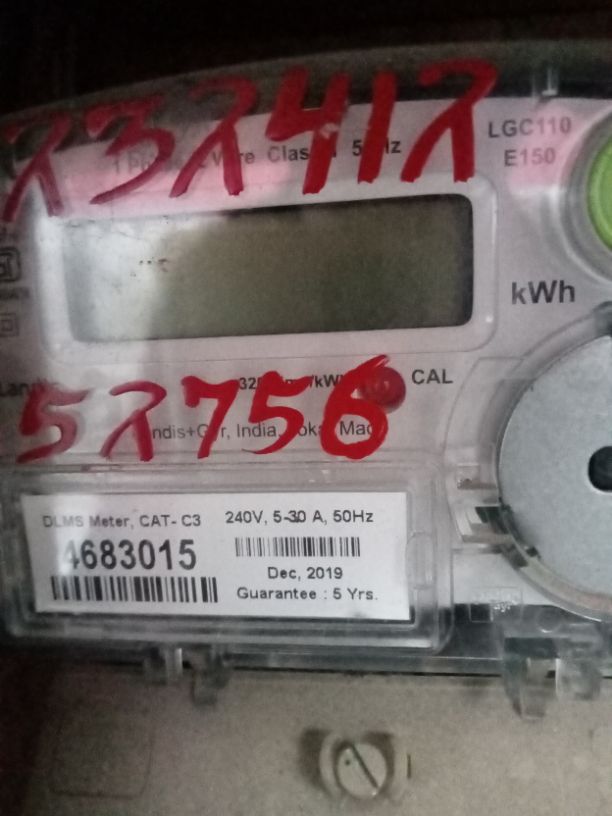 232412
Wire Class
LGC110
E150
kWh
CAL
52756
India,
DLMS Meter, CAT- C3 240V, 5-30 A, 50Hz
4683015
Dec, 2019
Guarantee : 5 Yrs.